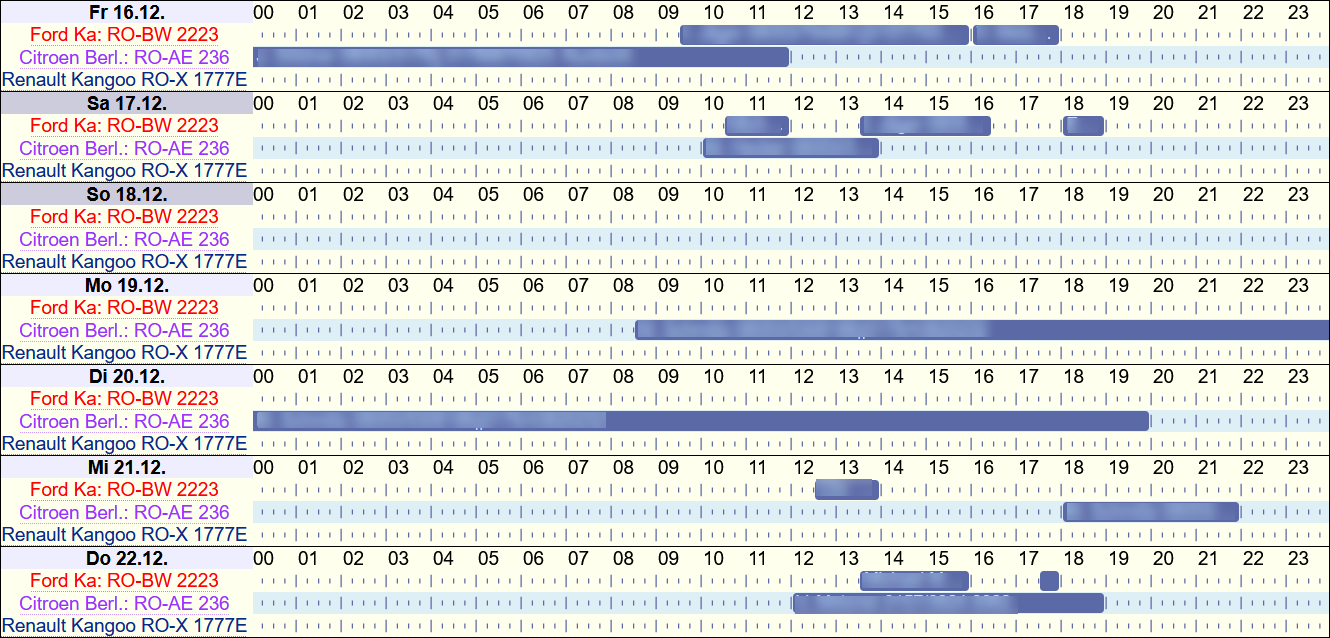 Fr 16.12. 00 01 02 03 04 05 06 07 08 09 10 11 12 13 14 15 16 17 18 19 20 21 22 23
Ford Ka: RO-BW 2223
Citroen Berl.: RO-AE 236
Renault Kangoo RO-X 1777E
Sa 17.12. 00 01 02 03 04 05 06 07 08 09 10 11 12 13 14 15 16 17 18 19 20 21 22 23
Ford Ka: RO-BW 2223
Citroen Berl.: RO-AE 236
Renault Kangoo RO-X 1777E
So 18.12. 00 01 02 03 04 05 06 07 08 09 10 11 12 13 14 15 16 17 18 19 20 21 22 23
Ford Ka: RO-BW 2223
Citroen Berl.: RO-AE 236
Renault Kangoo RO-X 1777E
Mo 19.12. 00 01 02 03 04 05 06 07 08 09 10 11 12 13 14 15 16 17 18 19 20 21 22 23
Ford Ka: RO-BW 2223
Citroen Berl.: RO-AE 236
Renault Kangoo RO-X 1777E
Di 20.12. 00 01 02 03 04 05 06 07 08 09 10 11 12 13 14 15 16 17 18 19 20 21 22 23
Ford Ka: RO-BW 2223
Citroen Berl.: RO-AE 236
Renault Kangoo RO-X 1777E
Mi 21.12. 00 01 02 03 04 05 06 07 08 09 10 11 12 13 14 15 16 17 18 19 20 21 22 23
Ford Ka: RO-BW 2223
Citroen Berl.: RO-AE 236
Renault Kangoo RO-X 1777E
Do 22.12. 00 01 02 03 04 05 06 07 08 09 10 11 12 13 14 15 16 17 18 19 20 21 22 23
Ford Ka: RO-BW 2223
Citroen Berl.: RO-AE 236
Renault Kangoo RO-X 1777E